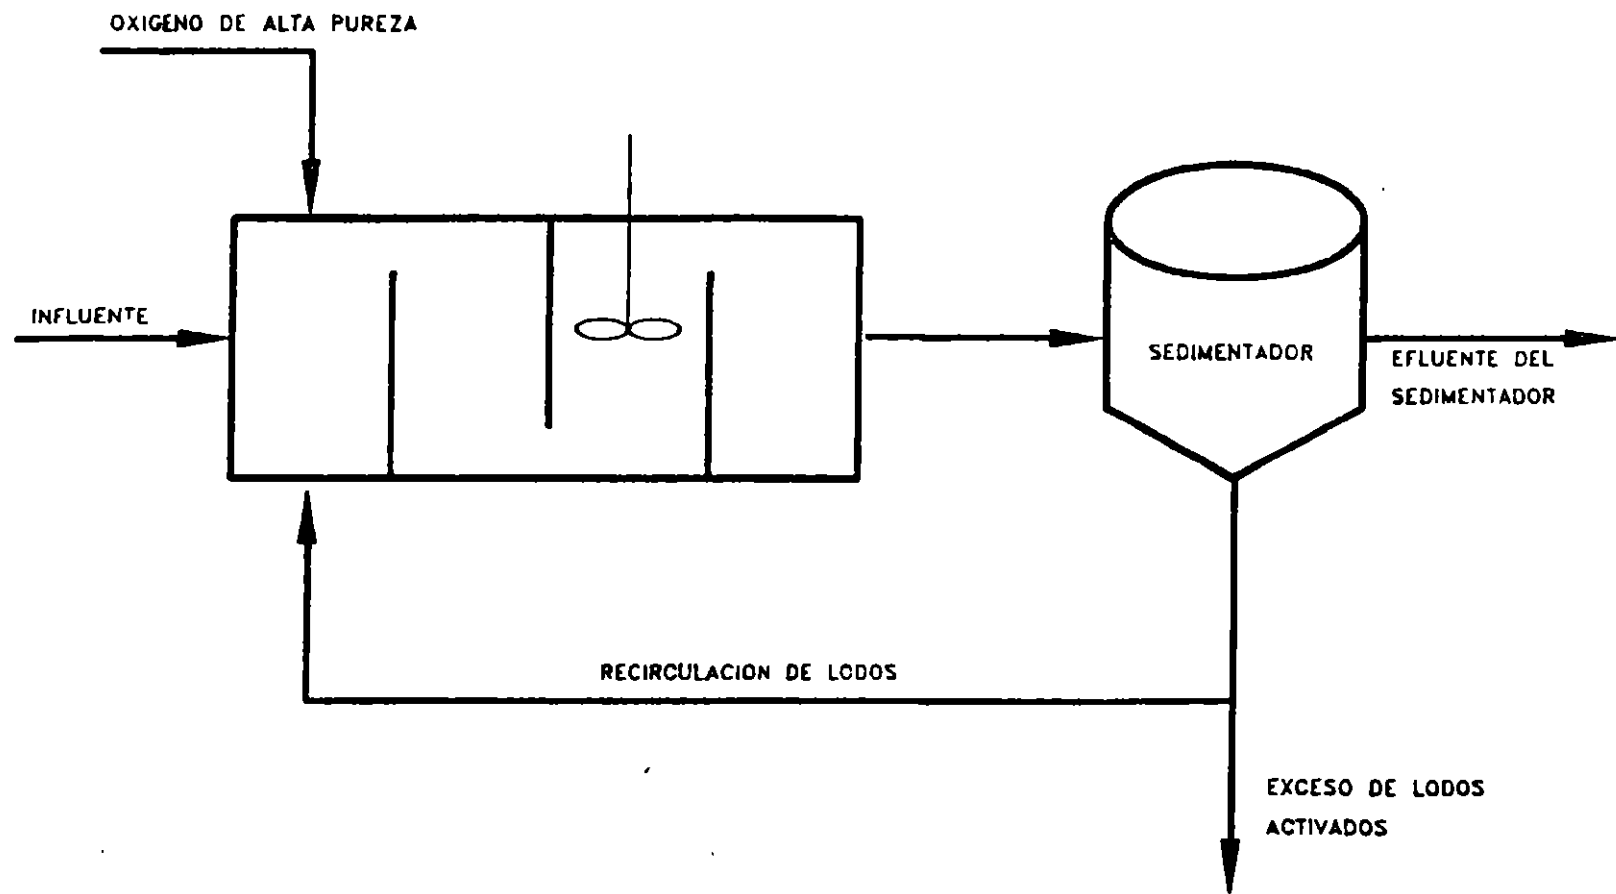 OXIGENO DE ALTA PUREZA
INFLUENTE
SEDIMENTADOR
EFLUENTE DEL
SEDIMENTADOR
RECIRCULACION DE LODOS
EXCESO DE LODOS
ACTIVADOS